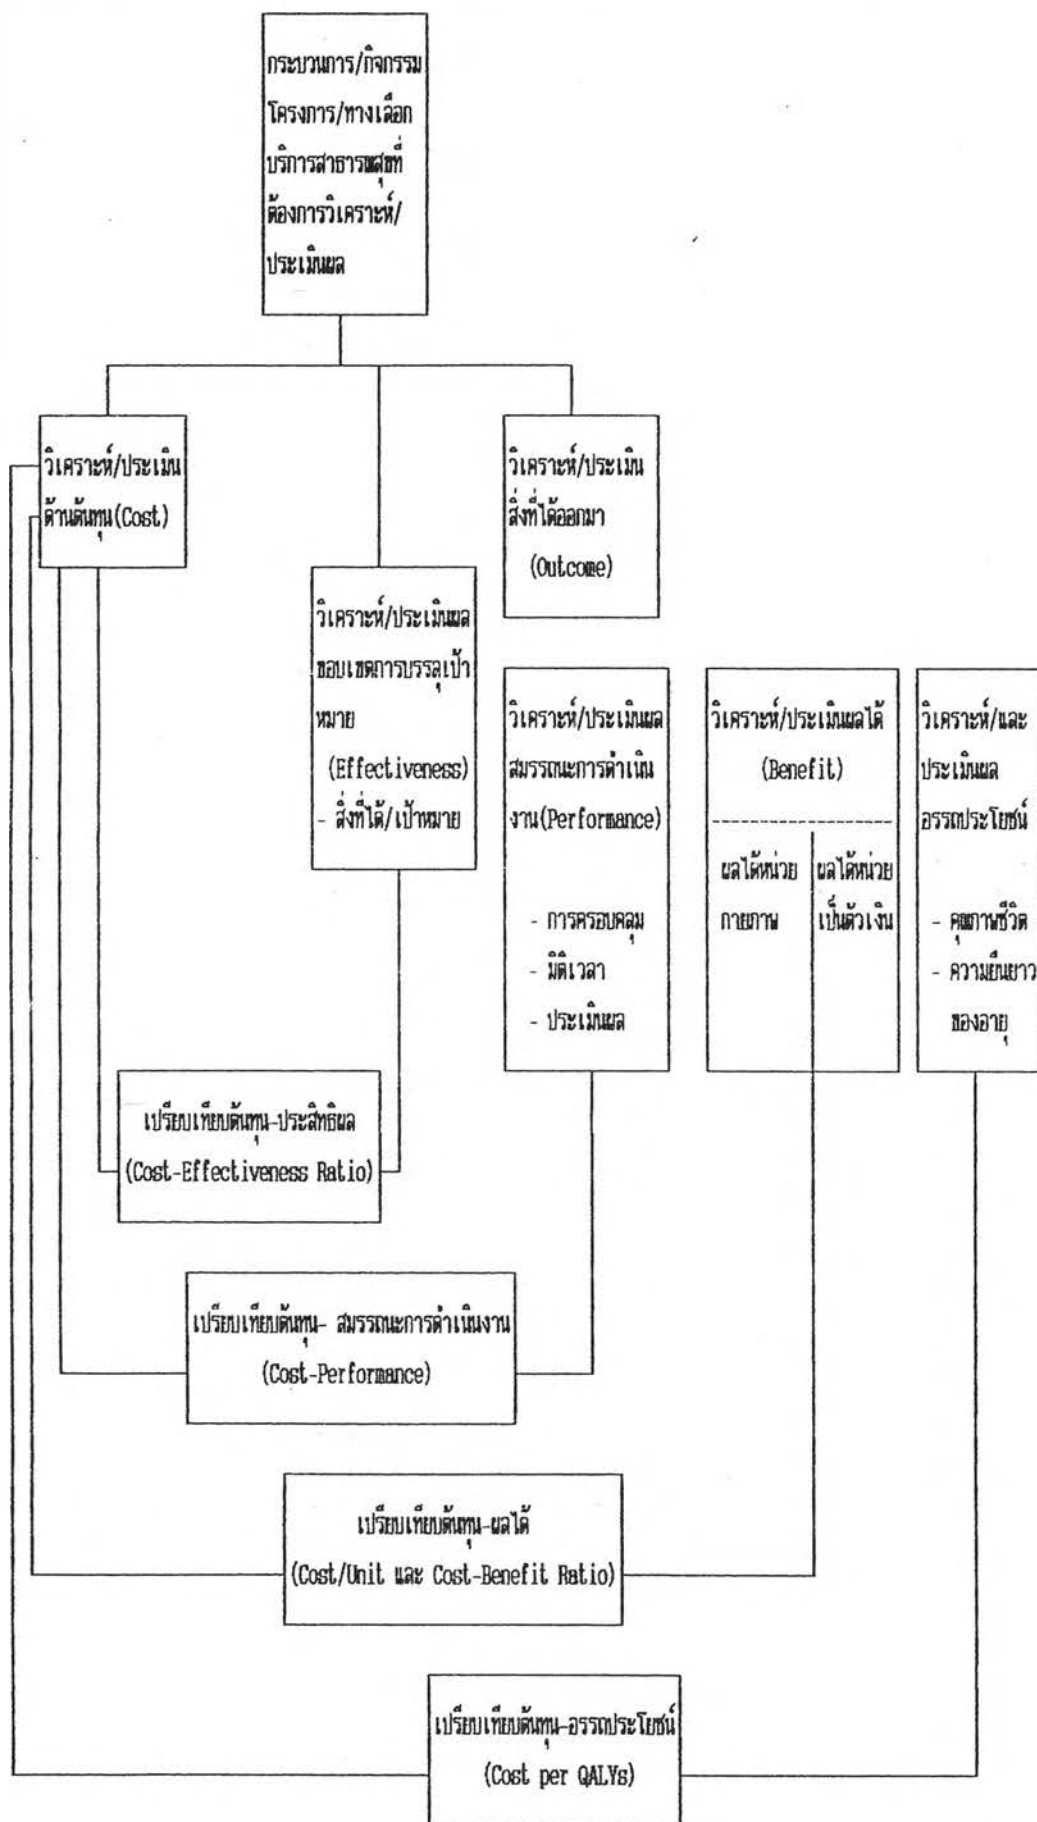 กระบวนการ/กิจกรรม
โครงการ/ทางเลือก
บริการสาธารณสุขที่
ต้องการวิเคราะห์/
ประเมินผล
วิเคราะห์/ประเมิน
ด้านต้นทุน(Cost)
วิเคราะห์/ประเมิน
สิ่งที่ได้ออกมา
(Outcome)
วิเคราะห์/ประเมินผล
ขอบเขตการบรรลุเป้า
หมาย
(Effectiveness)
- สิ่งที่ได้/เป้าหมาย
วิเคราะห์/ประเมินผล
สมรรถนะการดำเนิน
งาน(Performance)
- การครอบคลุม
- มิติเวลา
- ประเมินผล
วิเคราะห์/ประเมินผลได้
(Benefit)
ผลได้หน่วย
กายภาพ
ผลได้หน่วย
เป็นตัวเงิน
วิเคราะห์/และ
ประเมินผล
อรรถประโยชน์
- คุณภาพชีวิต
- ความยืนยาว
ของอายุ
เปรียบเทียบต้นทุน-ประสิทธิผล
(Cost-Effectiveness Ratio)
เปรียบเทียบต้นทุน- สมรรถนะการดำเนินงาน
(Cost-Performance)
เปรียบเทียบต้นทุน-ผลได้
(Cost/Unit และ Cost-Benefit Ratio)
เปรียบเทียบต้นทุน-อรรถประโยชน์
(Cost per QALYs)